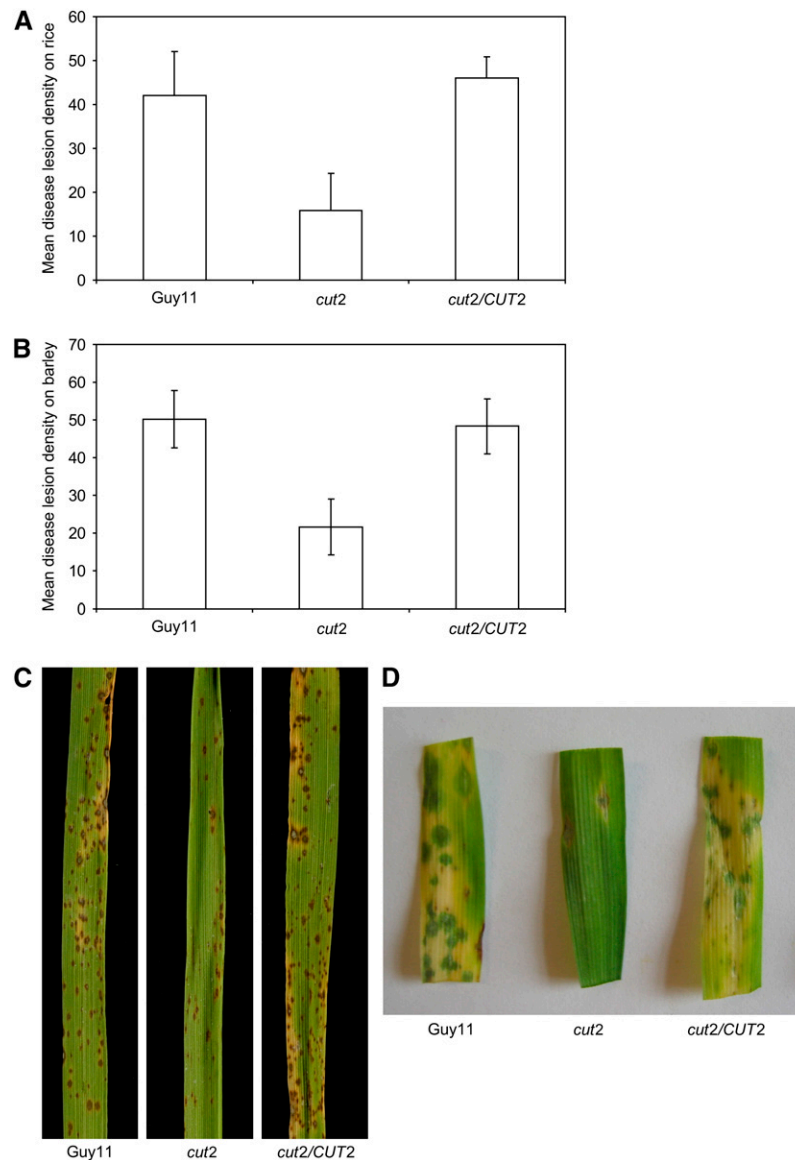 A
Mean disease lesion density on rice
60
50
40
30
20
10
0
Guy11 cut2 cut2/CUT2
B
Mean disease lesion density on barley
70
60
50
40
30
20
10
0
Guy11 cut2 cut2/CUT2
C
Guy11 cut2 cut2/CUT2
D
Guy11 cut2 cut2/CUT2